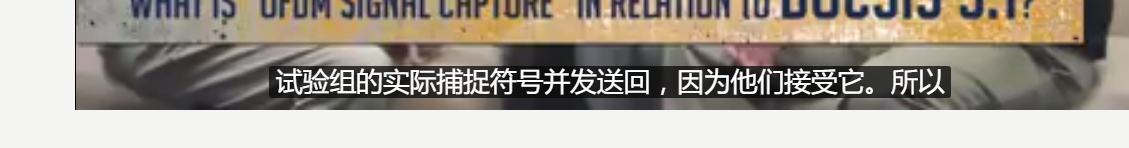 WHAT IS "OFDM SIGNAL CAPTURE" IN RELATION TO DOCSIS 3.1?
试验组的实际捕捉符号并发送回，因为他们接受它。所以